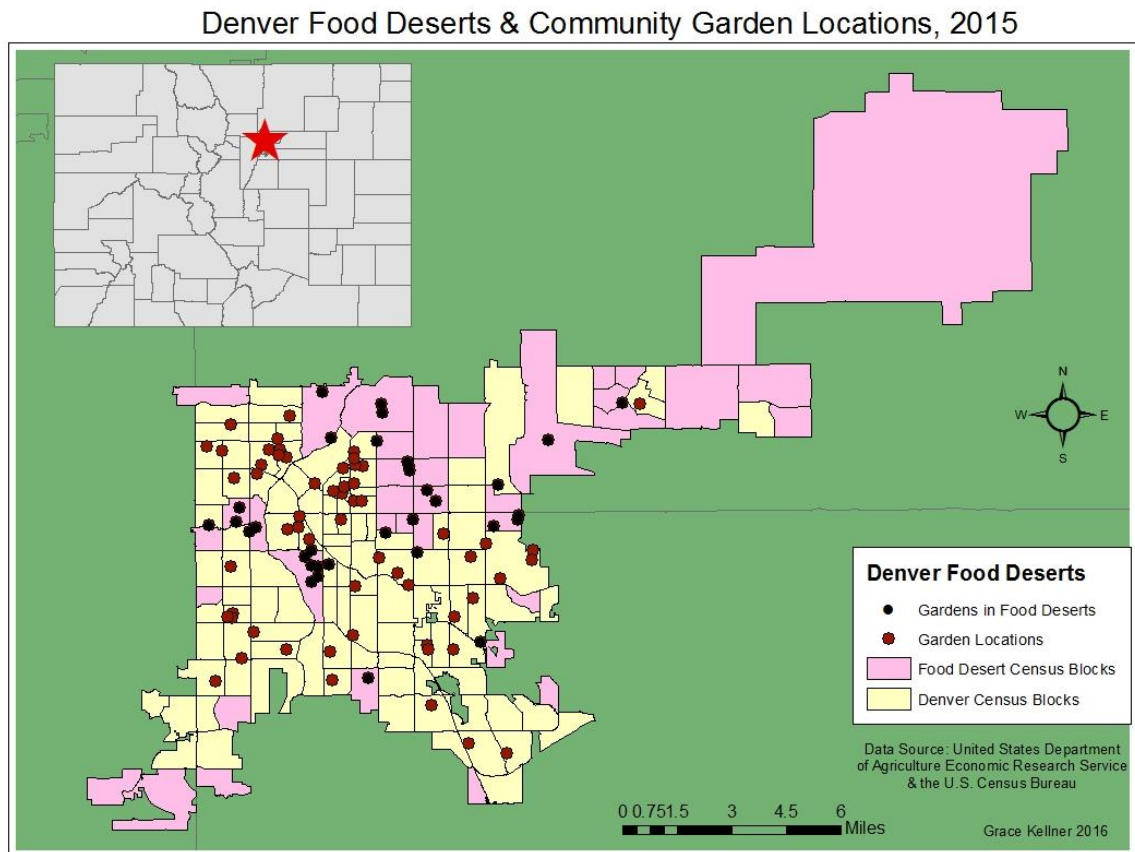 Denver Food Deserts & Community Garden Locations, 2015
N
W E
S
Denver Food Deserts
Gardens in Food Deserts
Garden Locations
Food Desert Census Blocks
Denver Census Blocks
Data Source: United States Department
of Agriculture Economic Research Service
& the U.S. Census Bureau
0 0.75 1.5 3 4.5 6
Miles
Grace Kellner 2016